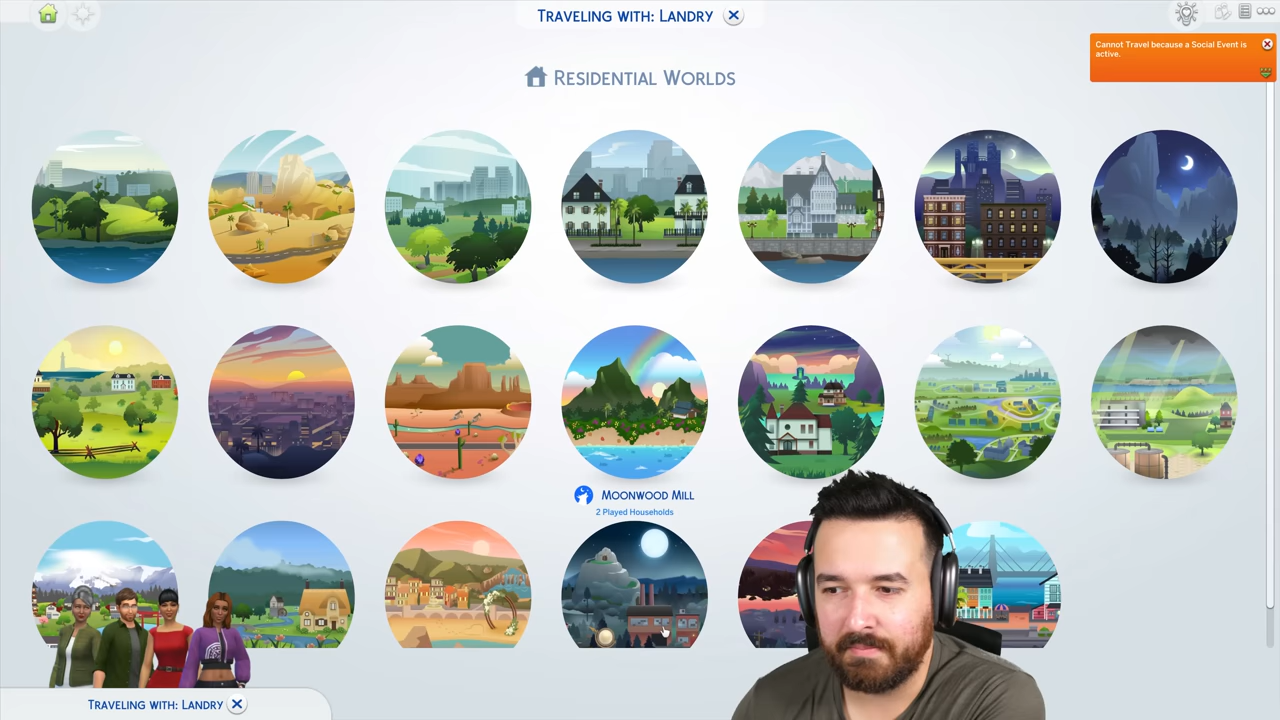 TRAVELING WITH: LANDRY
Cannot Travel because a Social Event is
active.
RESIDENTIAL WORLDS
MOONWOOD MILL
2 Played Households
TRAVELING WITH: LANDRY